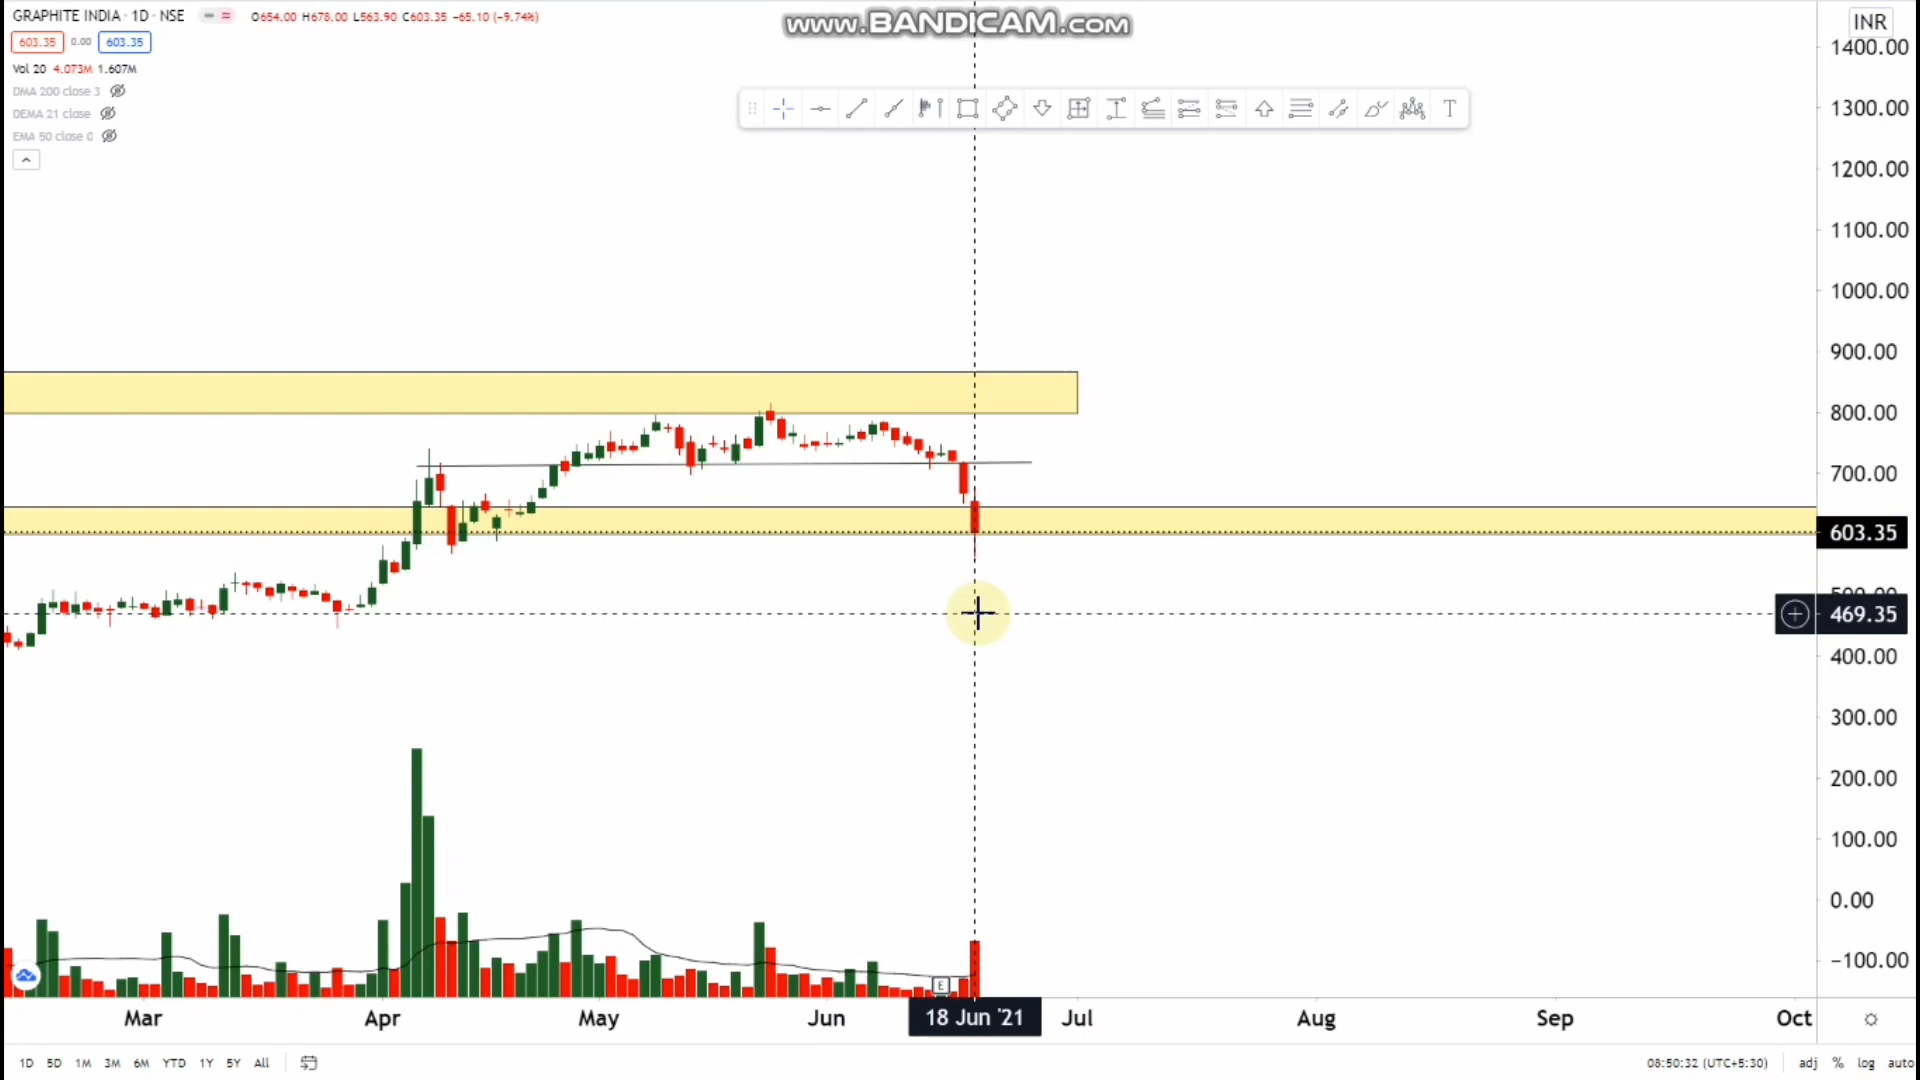 GRAPHITE INDIA · 1D · NSE O654.00 H678.00 L563.90 C603.35 −65.10 (−9.74%)
www.BANDICAM.com
INR
603.35 0.00 603.35
Vol 20 4.073M 1.607M
DMA 200 close 3
DEMA 21 close
EMA 50 close 0
T
1400.00
1300.00
1200.00
1100.00
1000.00
900.00
800.00
700.00
603.35
500.00
469.35
400.00
300.00
200.00
100.00
0.00
−100.00
E
Mar Apr May Jun 18 Jun '21 Jul Aug Sep Oct
1D 5D 1M 3M 6M YTD 1Y 5Y All 08:50:32 (UTC+5:30) adj % log auto